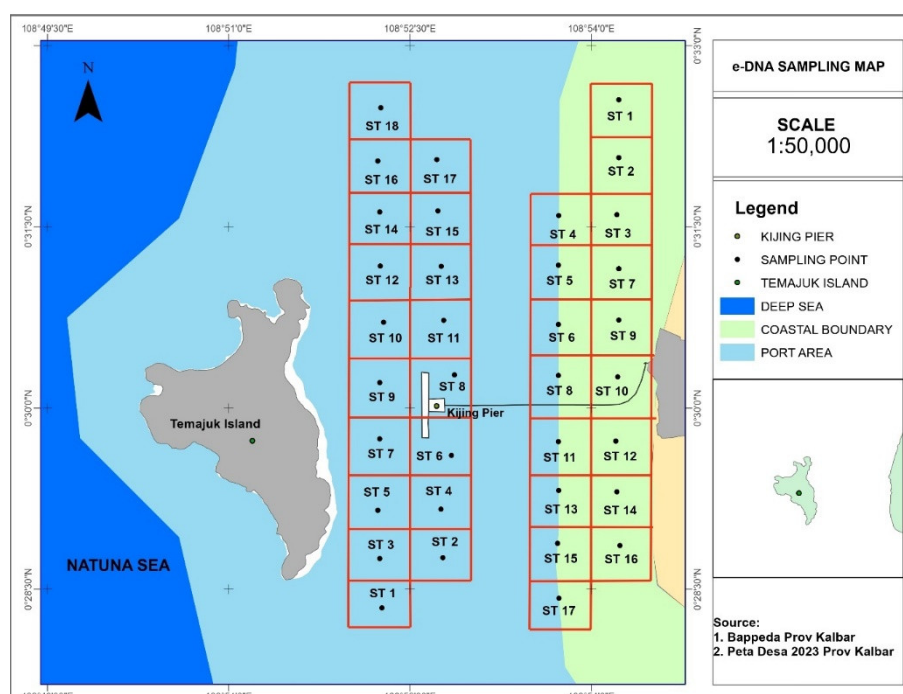 108°49'30"E 108°51'0"E 108°52'30"E 108°54'0"E
0°33'0"N
0°31'30"N
0°30'0"N
0°28'30"N
N
ST 18
ST 16 ST 17
ST 14 ST 15
ST 12 ST 13
ST 10 ST 11
ST 9 ST 8
ST 7 ST 6
ST 5 ST 4
ST 3 ST 2
ST 1
ST 1
ST 2
ST 4 ST 3
ST 5 ST 7
ST 6 ST 9
ST 8 ST 10
ST 11 ST 12
ST 13 ST 14
ST 15 ST 16
ST 17
Kijing Pier
Temajuk Island
NATUNA SEA
0°33'0"N
0°31'30"N
0°30'0"N
0°28'30"N
e-DNA SAMPLING MAP
SCALE
1:50,000
Legend
KIJING PIER
SAMPLING POINT
TEMAJUK ISLAND
DEEP SEA
COASTAL BOUNDARY
PORT AREA
Source:
1. Bappeda Prov Kalbar
2. Peta Desa 2023 Prov Kalbar